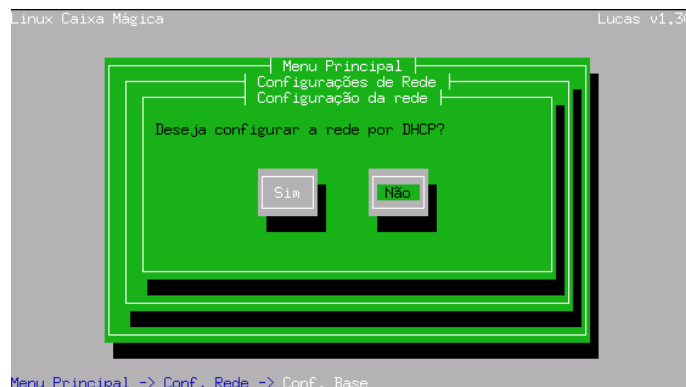 Linux Caixa Mágica Lucas v1.30
Menu Principal
Configurações de Rede
Configuração da rede
Deseja configurar a rede por DHCP?
Sim Não
Menu Principal -> Conf. Rede -> Conf. Base